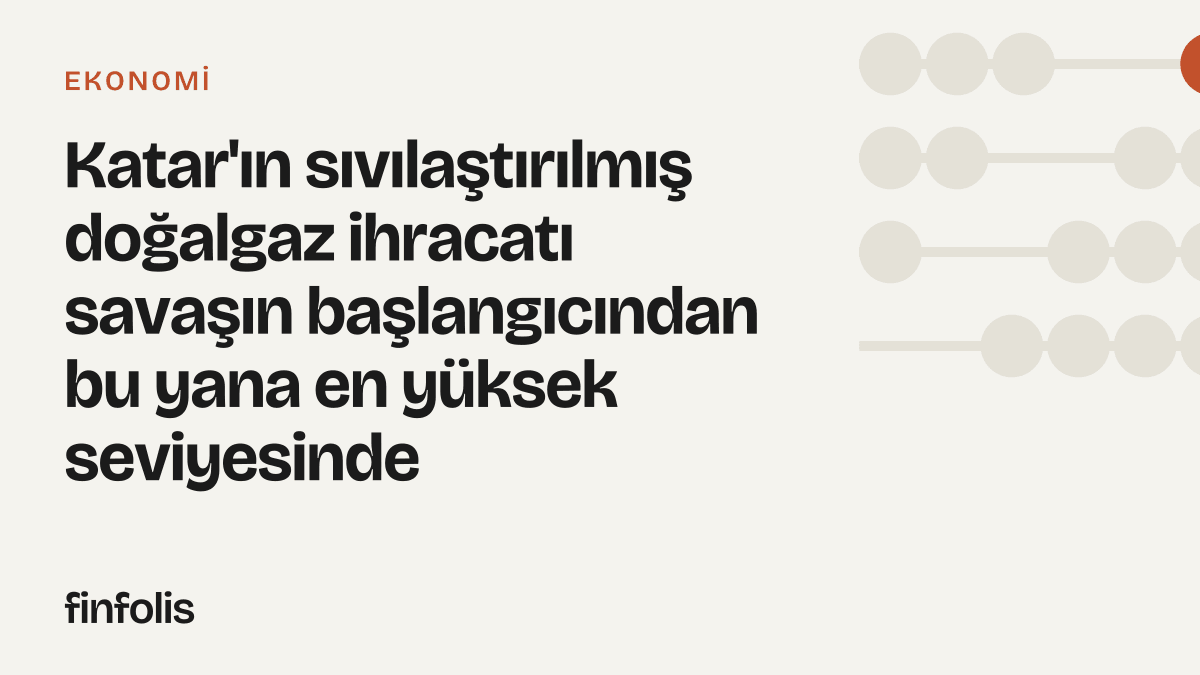 EKONOMİ
Katar'ın sıvılaştırılmış
doğalgaz ihracatı
savaşın başlangıcından
bu yana en yüksek
seviyesinde
finfolis